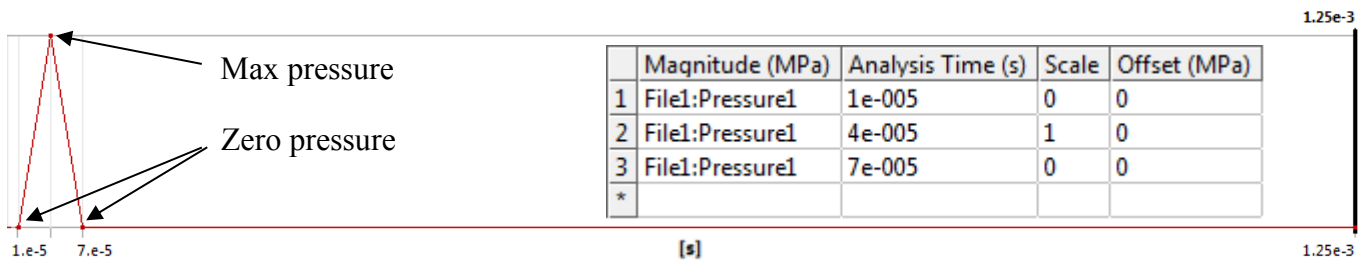 1.25e-3
Max pressure
Zero pressure
Magnitude (MPa) Analysis Time (s) Scale Offset (MPa)
1 File1:Pressure1 1e-005 0 0
2 File1:Pressure1 4e-005 1 0
3 File1:Pressure1 7e-005 0 0
*
1.e-5 7.e-5 [s] 1.25e-3